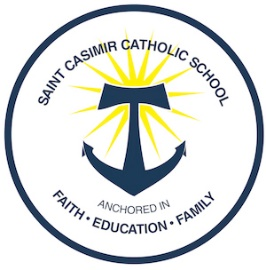 SAINT CASIMIR CATHOLIC SCHOOL
ANCHORED IN
FAITH • EDUCATION • FAMILY